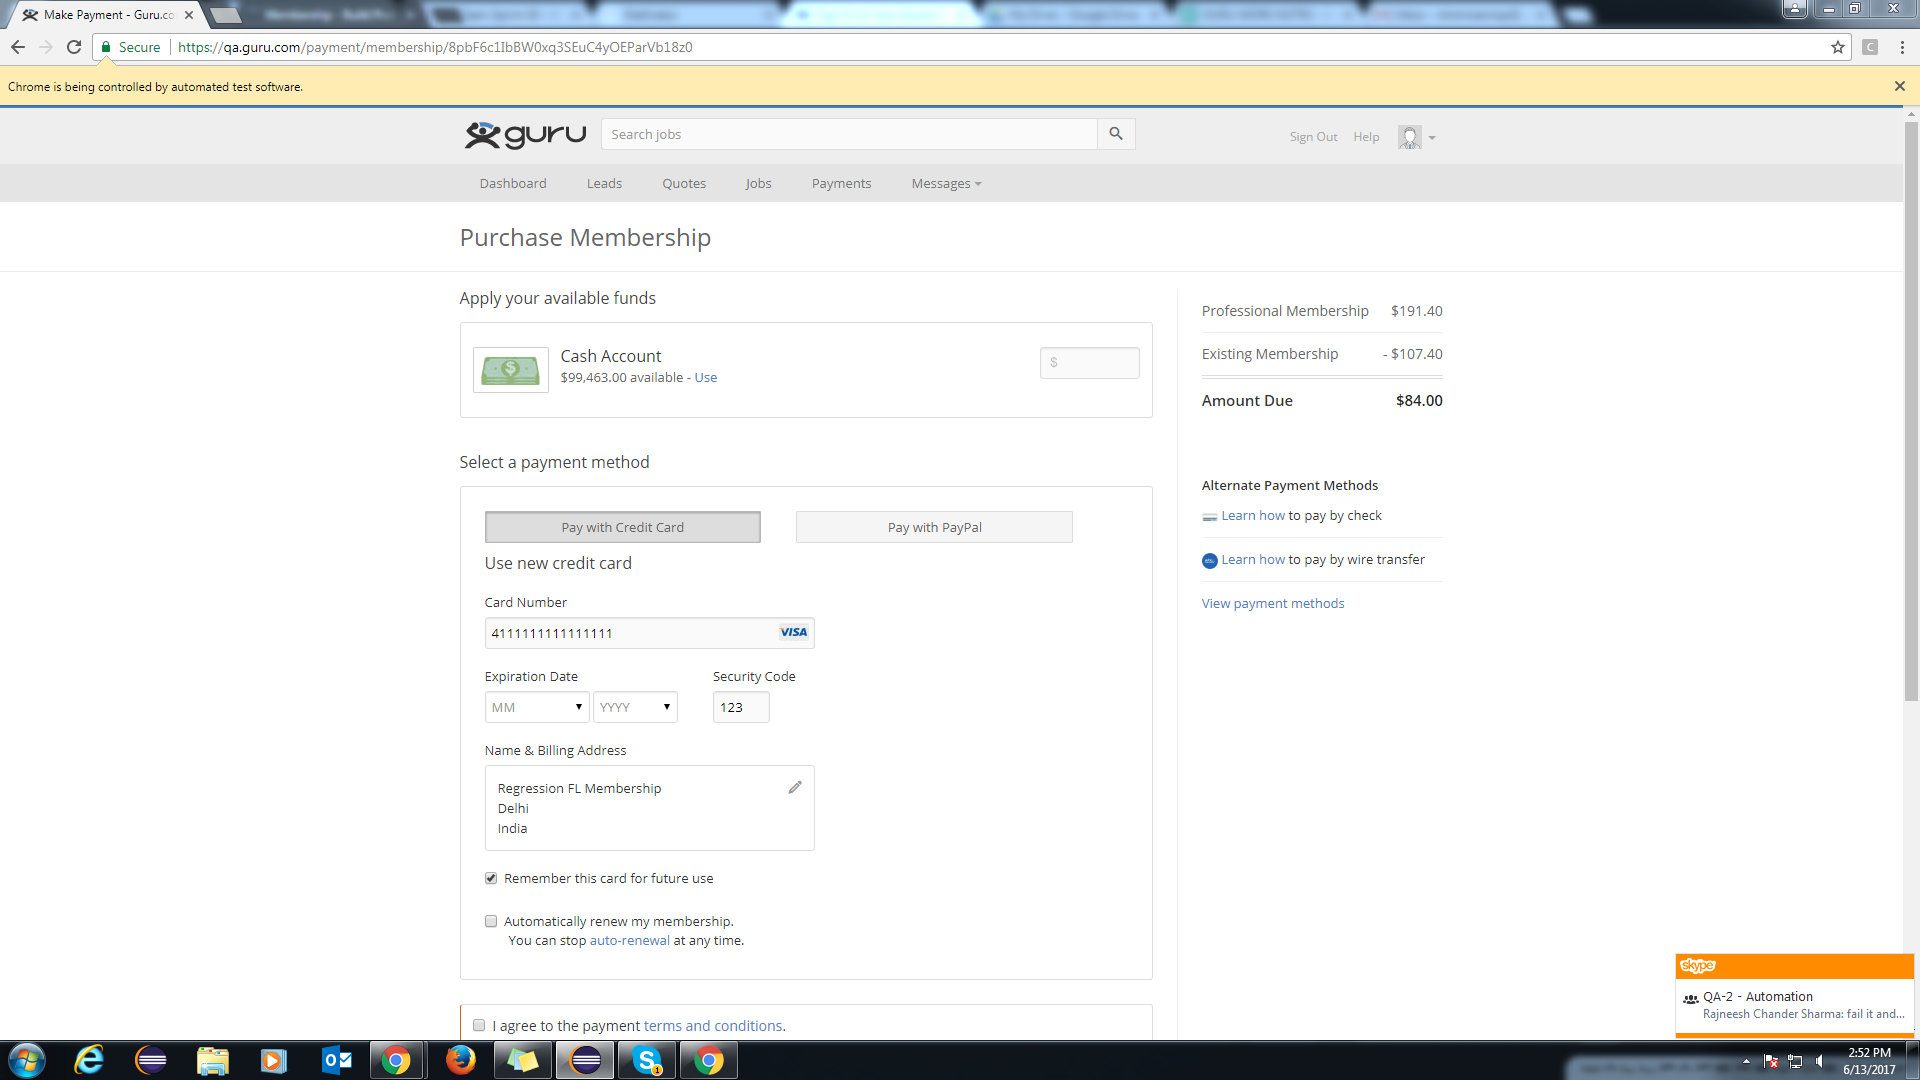 Make Payment - Guru.co
Secure
https://qa.guru.com/payment/membership/8pbF6c1IbBW0xq3SEuC4yOEParVb18z0
C
Chrome is being controlled by automated test software.
guru
Search jobs
Sign Out Help
Dashboard Leads Quotes Jobs Payments Messages
Purchase Membership
Apply your available funds
Cash Account
$99,463.00 available - Use
$
Professional Membership $191.40
Existing Membership - $107.40
Amount Due $84.00
Select a payment method
Pay with Credit Card Pay with PayPal
Use new credit card
Card Number
4111111111111111 VISA
Expiration Date Security Code
MM YYYY 123
Name & Billing Address
Regression FL Membership
Delhi
India
Remember this card for future use
Automatically renew my membership.
You can stop auto-renewal at any time.
I agree to the payment terms and conditions.
Alternate Payment Methods
Learn how to pay by check
Learn how to pay by wire transfer
View payment methods
skype
QA-2 - Automation
Rajneesh Chander Sharma: fail it and...
2:52 PM
6/13/2017